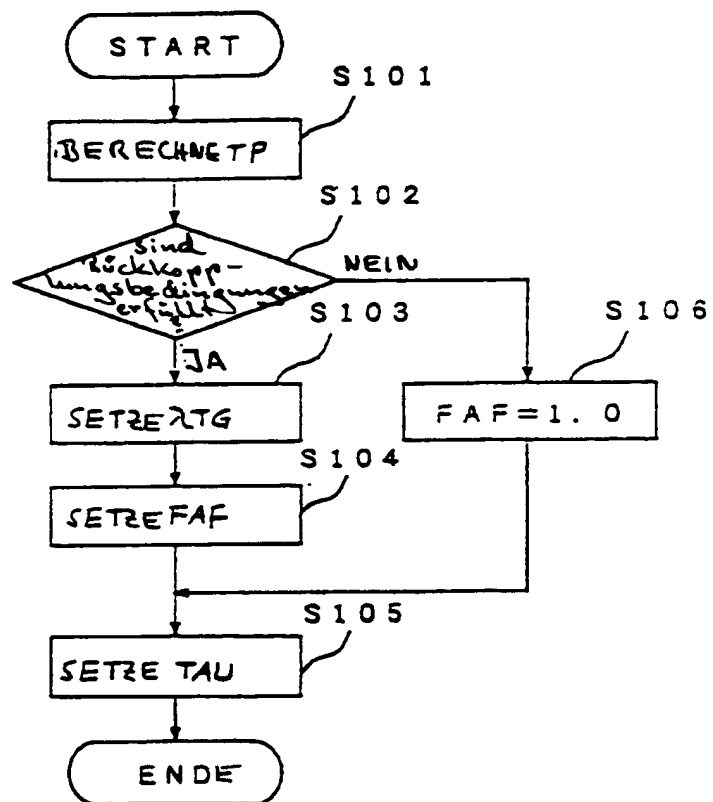 START
S101
BERECHNE TP
S102
sind
Rückkopp-
lungsbedingungen
erfüllt
?
NEIN
JA
S103
S106
SETZE λTG
FAF=1.0
S104
SETZE FAF
S105
SETZE TAU
ENDE